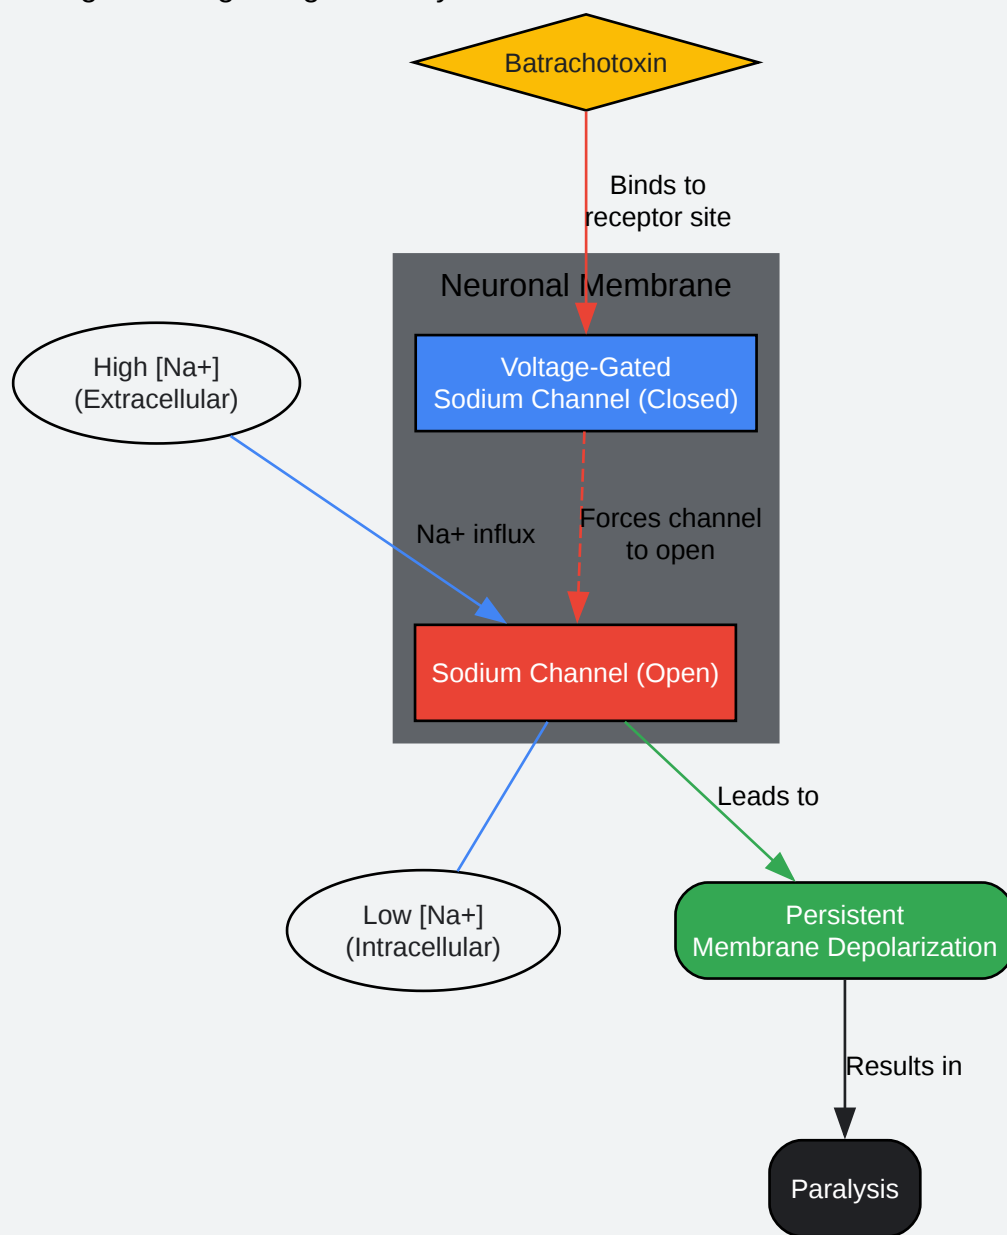 Batrachotoxin
Binds to
receptor site
Neuronal Membrane
Voltage-Gated
Sodium Channel (Closed)
High [Na+]
(Extracellular)
Na+ influx
Forces channel
to open
Sodium Channel (Open)
Leads to
Low [Na+]
(Intracellular)
Persistent
Membrane Depolarization
Results in
Paralysis